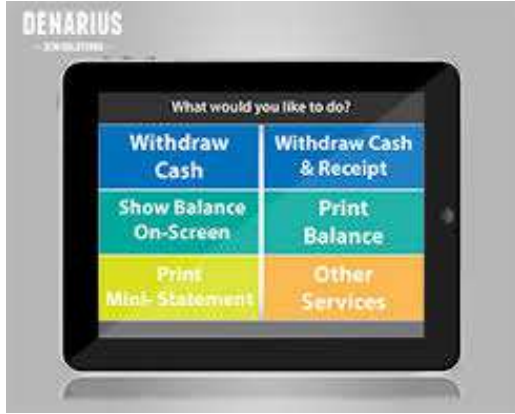 DENARIUS
What would you like to do?
Withdraw
Cash
Withdraw Cash
& Receipt
Show Balance
On-Screen
Print
Balance
Print
Mini- Statement
Other
Services